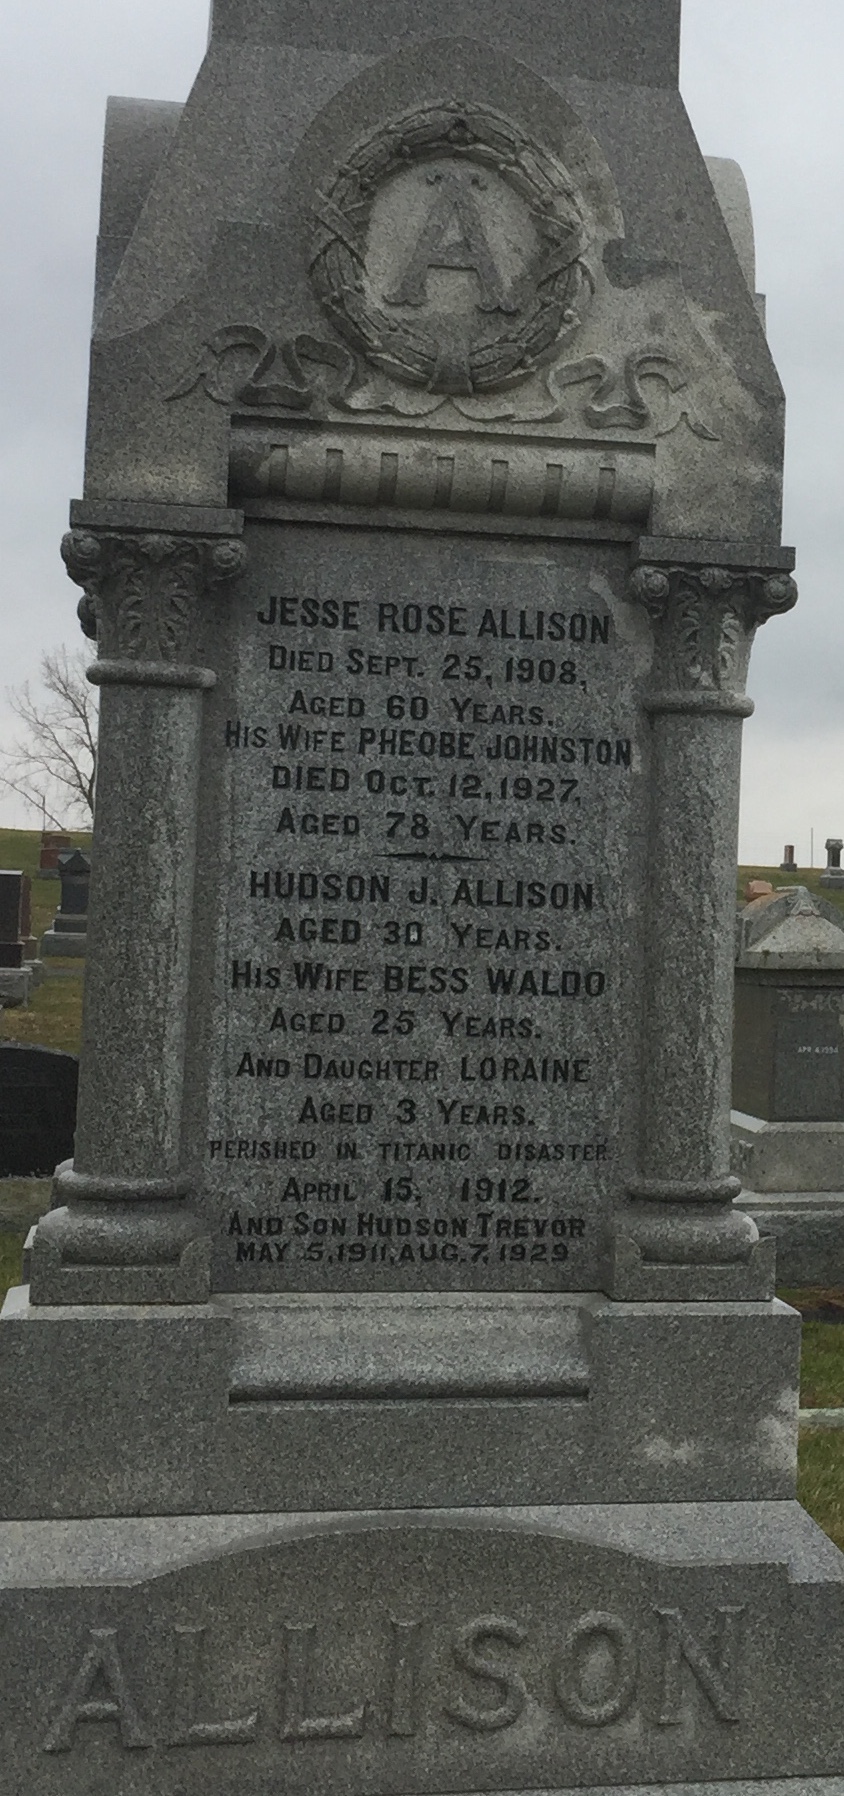 A
JESSE ROSE ALLISON
DIED SEPT. 25, 1908,
AGED 60 YEARS.
HIS WIFE PHEOBE JOHNSTON
DIED OCT. 12, 1927,
AGED 78 YEARS.
HUDSON J. ALLISON
AGED 30 YEARS.
HIS WIFE BESS WALDO
AGED 25 YEARS.
AND DAUGHTER LORAINE
AGED 3 YEARS.
PERISHED IN TITANIC DISASTER
APRIL 15, 1912.
AND SON HUDSON TREVOR
MAY 5, 1911, AUG. 7, 1929
ALLISON